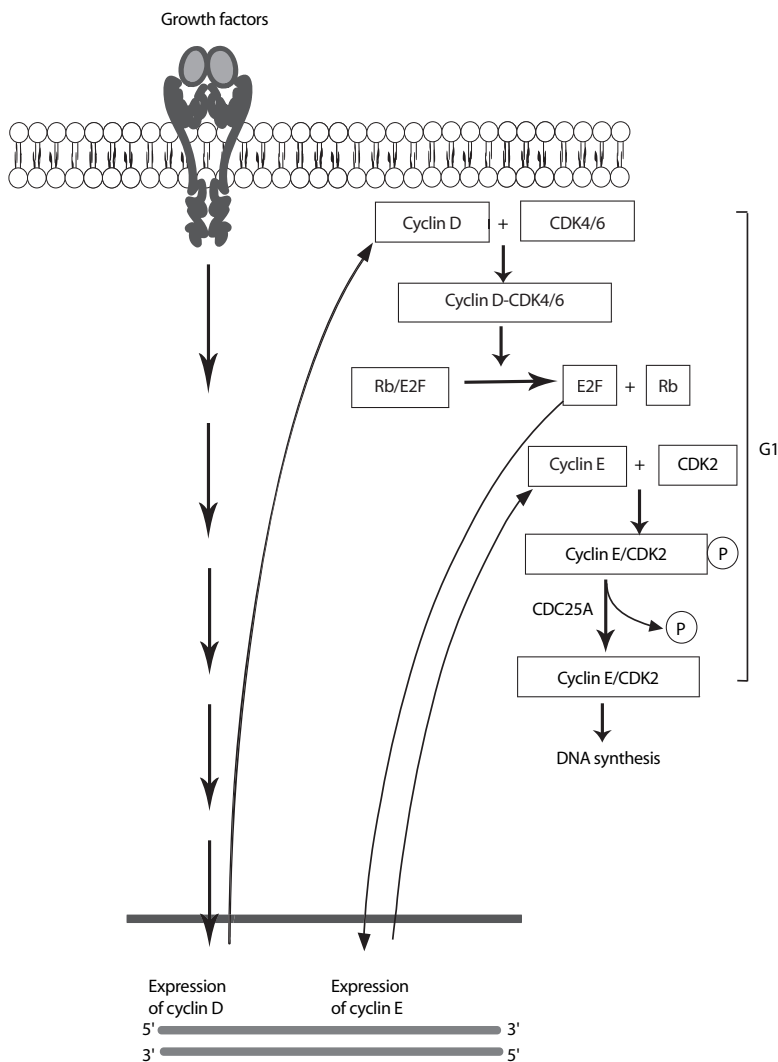 Growth factors
Cyclin D + CDK4/6
Cyclin D-CDK4/6
Rb/E2F E2F + Rb
G1
Cyclin E + CDK2
Cyclin E/CDK2 P
CDC25A P
Cyclin E/CDK2
DNA synthesis
Expression
of cyclin D
Expression
of cyclin E
5' 3'
3' 5'